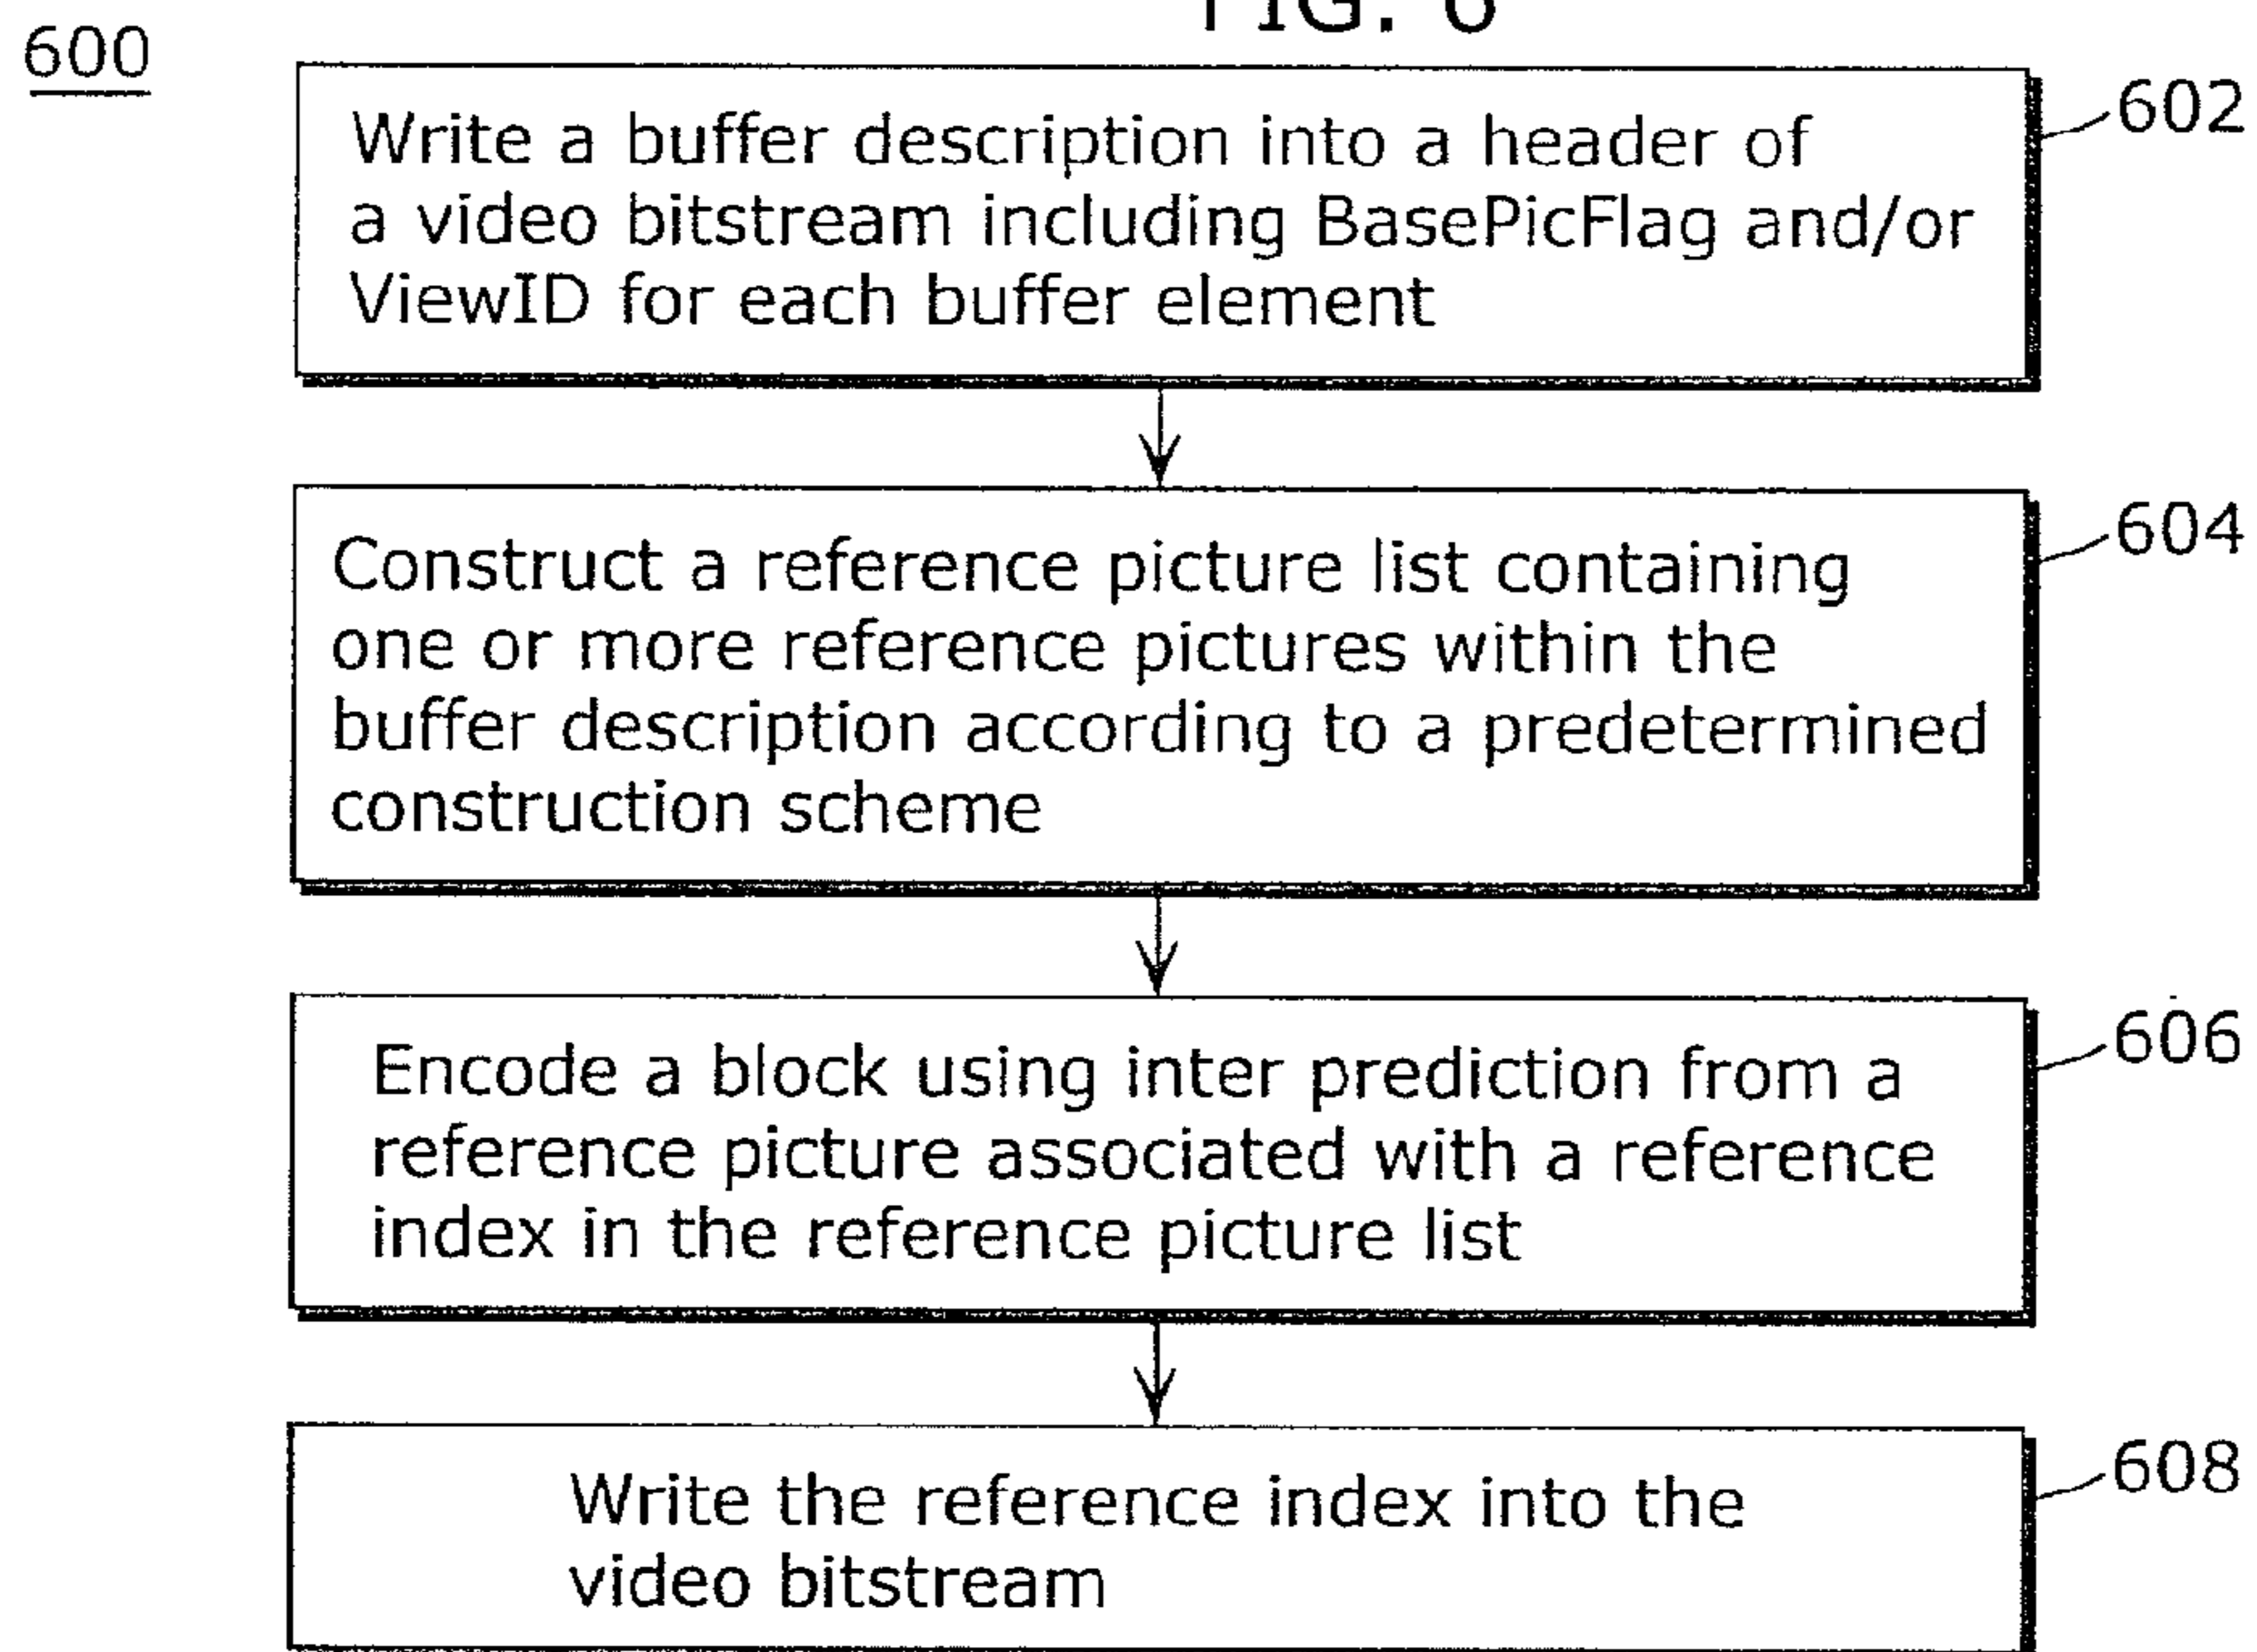 FIG. 6
600
Write a buffer description into a header of
a video bitstream including BasePicFlag and/or
ViewID for each buffer element
602
Construct a reference picture list containing
one or more reference pictures within the
buffer description according to a predetermined
construction scheme
604
Encode a block using inter prediction from a
reference picture associated with a reference
index in the reference picture list
606
Write the reference index into the
video bitstream
608